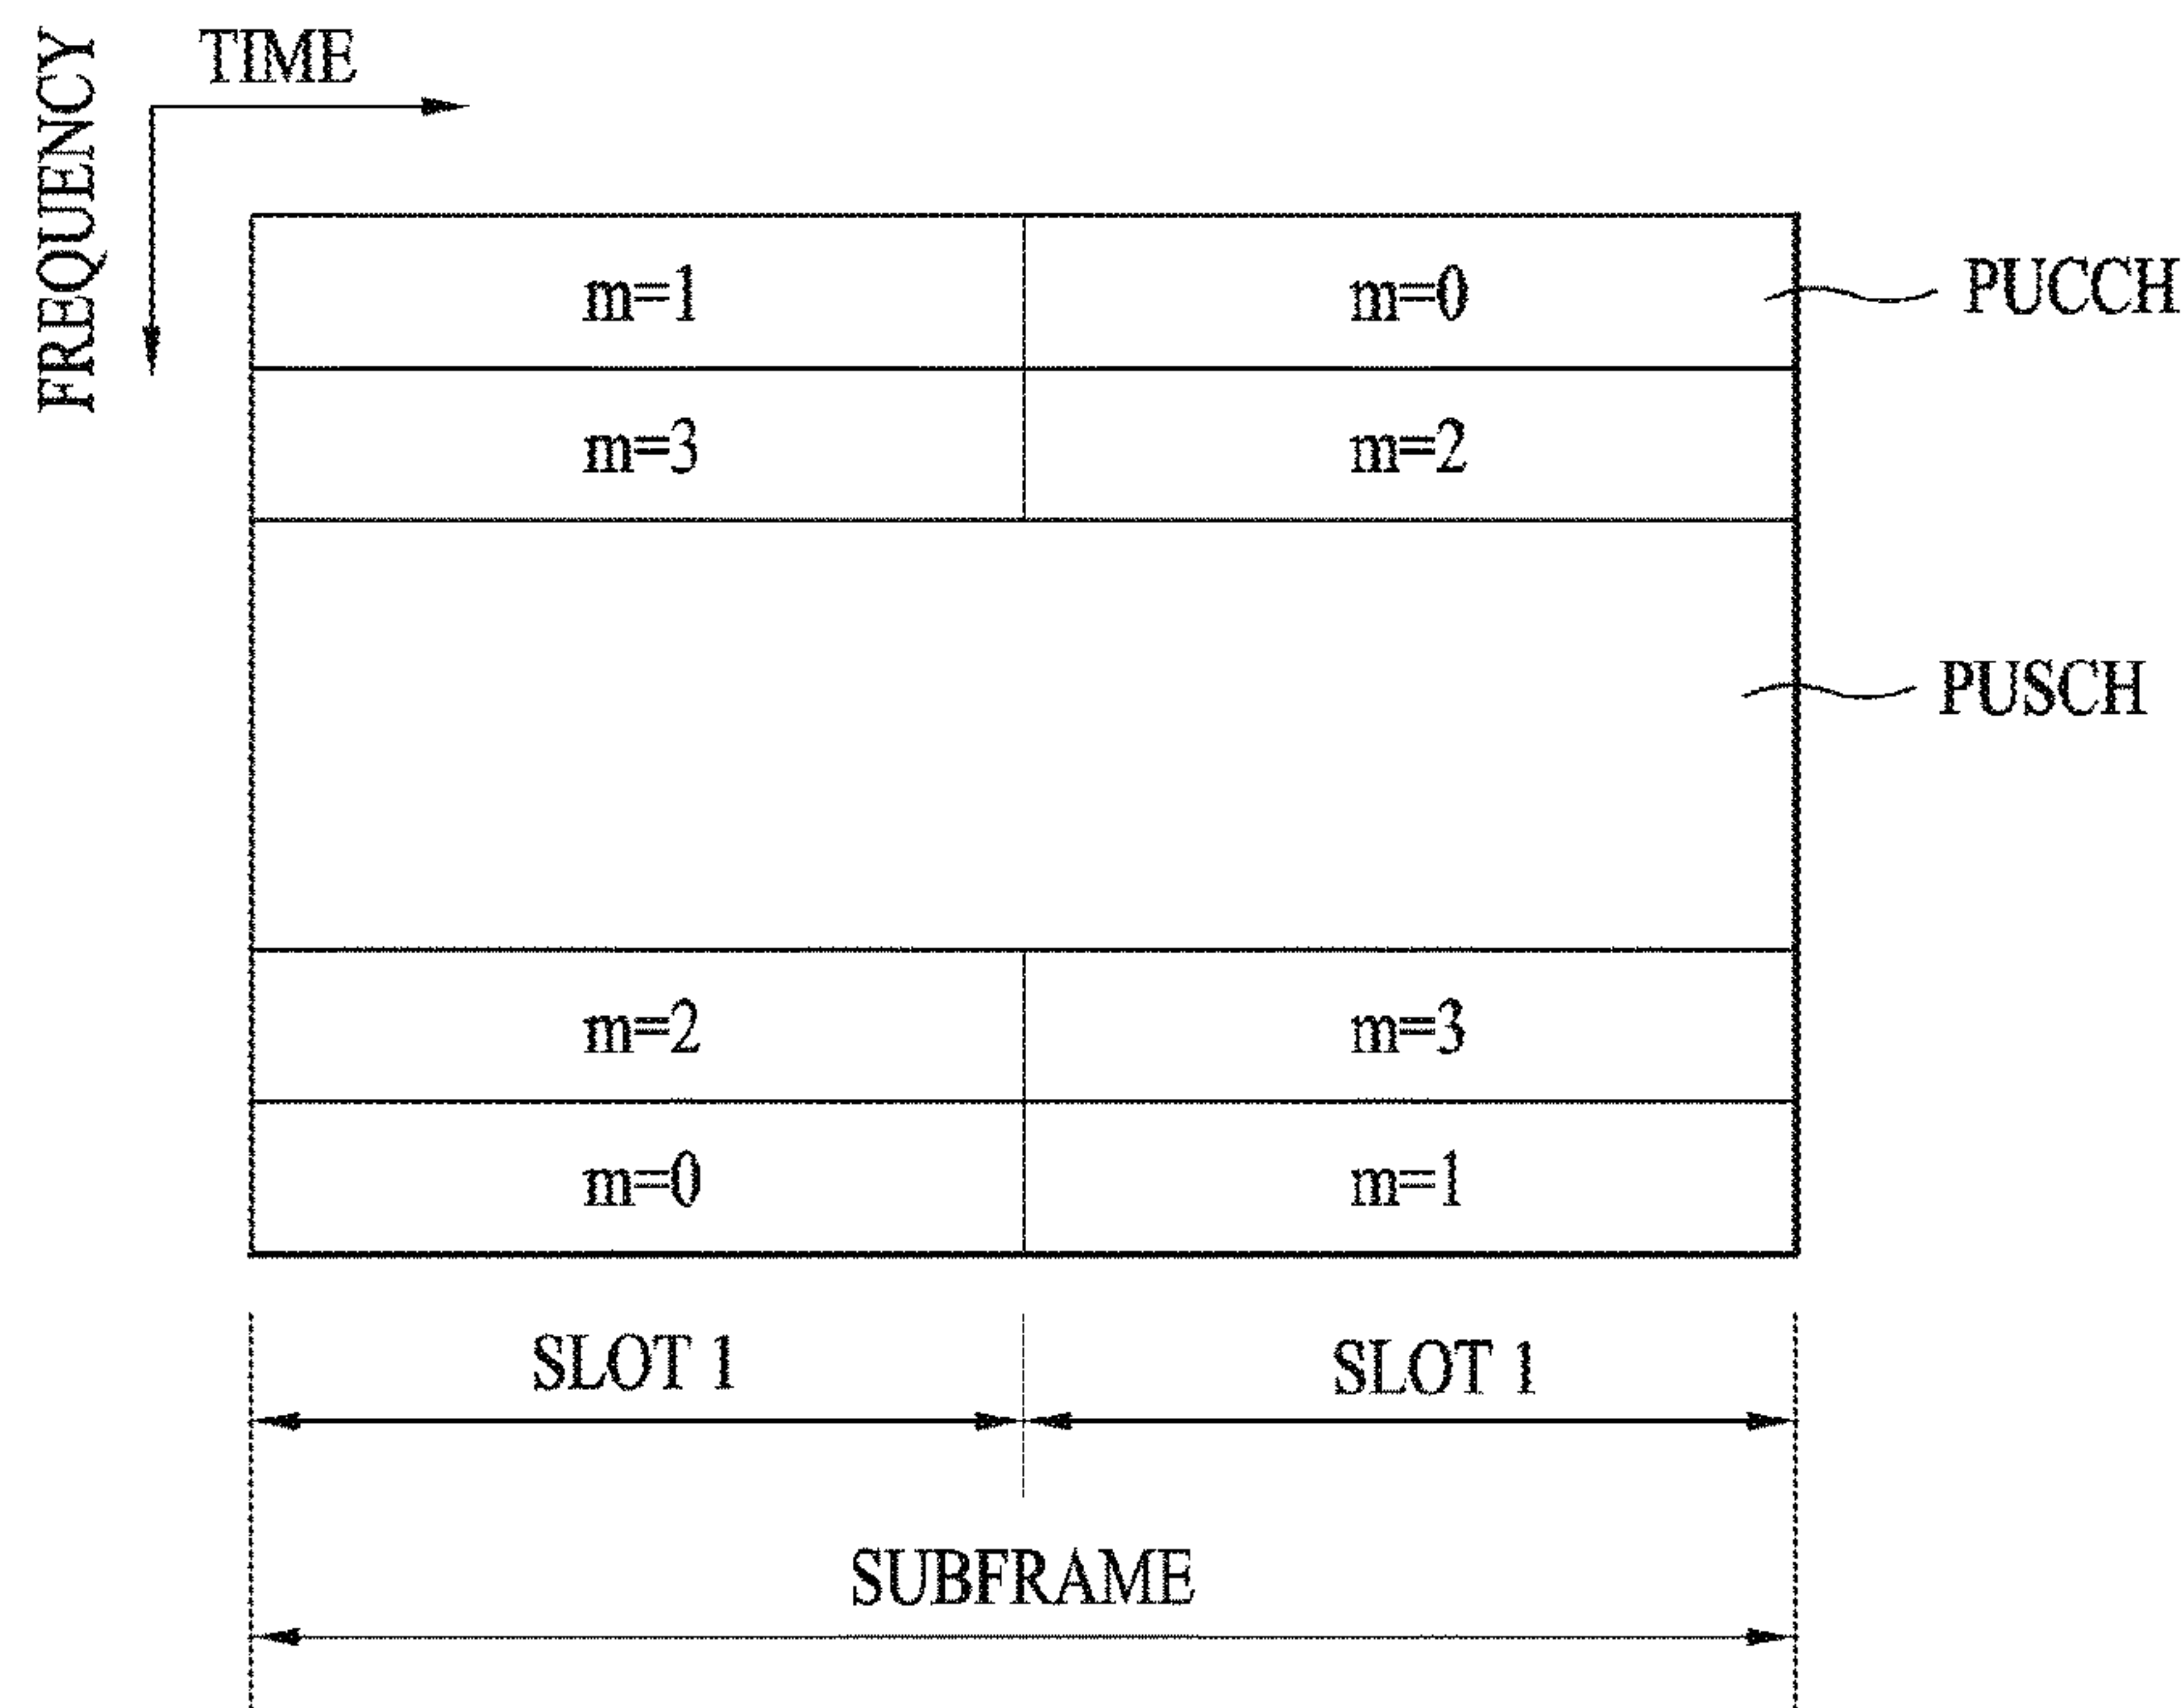 TIME
FREQUENCY
m=1 m=0 PUCCH
m=3 m=2
PUSCH
m=2 m=3
m=0 m=1
SLOT 1 SLOT 1
SUBFRAME